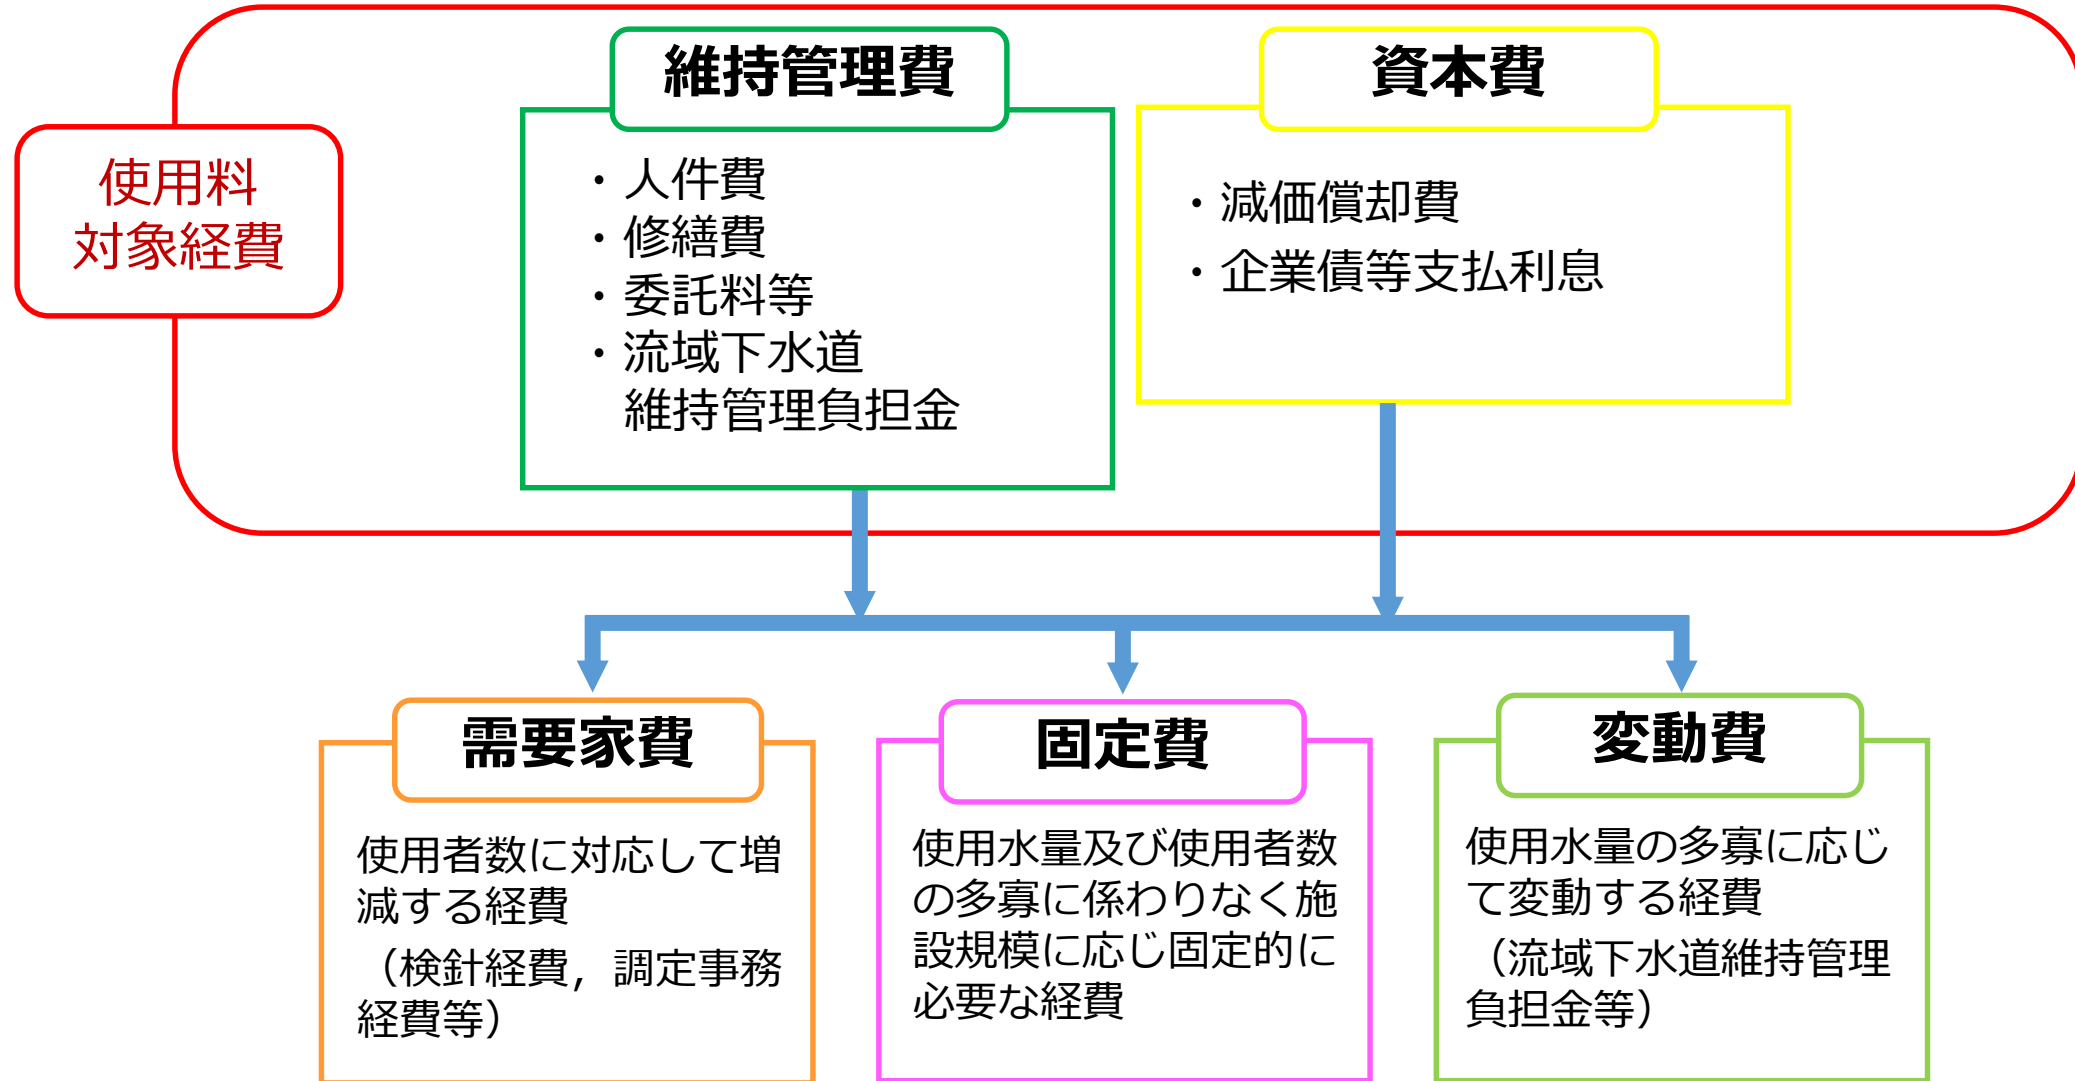 維持管理費
資本費
使用料
対象経費
・人件費
・修繕費
・委託料等
・流域下水道
維持管理負担金
・減価償却費
・企業債等支払利息
需要家費
使用者数に対応して増
減する経費
（検針経費，調定事務
経費等）
固定費
使用水量及び使用者数
の多寡に係わりなく施
設規模に応じ固定的に
必要な経費
変動費
使用水量の多寡に応じ
て変動する経費
（流域下水道維持管理
負担金等）